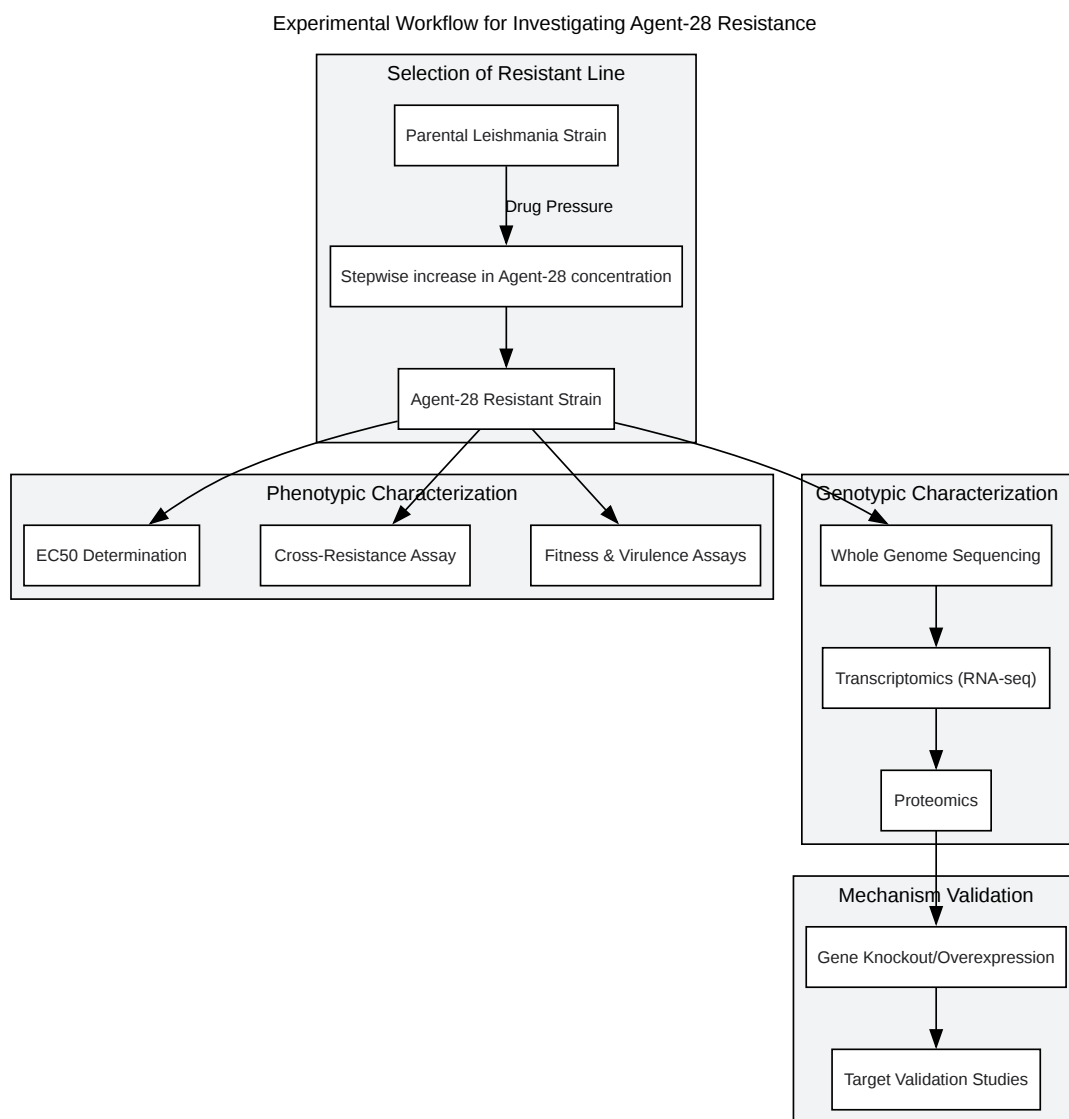 Experimental Workflow for Investigating Agent-28 Resistance
Selection of Resistant Line
Parental Leishmania Strain
Drug Pressure
Stepwise increase in Agent-28 concentration
Agent-28 Resistant Strain
Phenotypic Characterization
EC50 Determination
Cross-Resistance Assay
Fitness & Virulence Assays
Genotypic Characterization
Whole Genome Sequencing
Transcriptomics (RNA-seq)
Proteomics
Mechanism Validation
Gene Knockout/Overexpression
Target Validation Studies